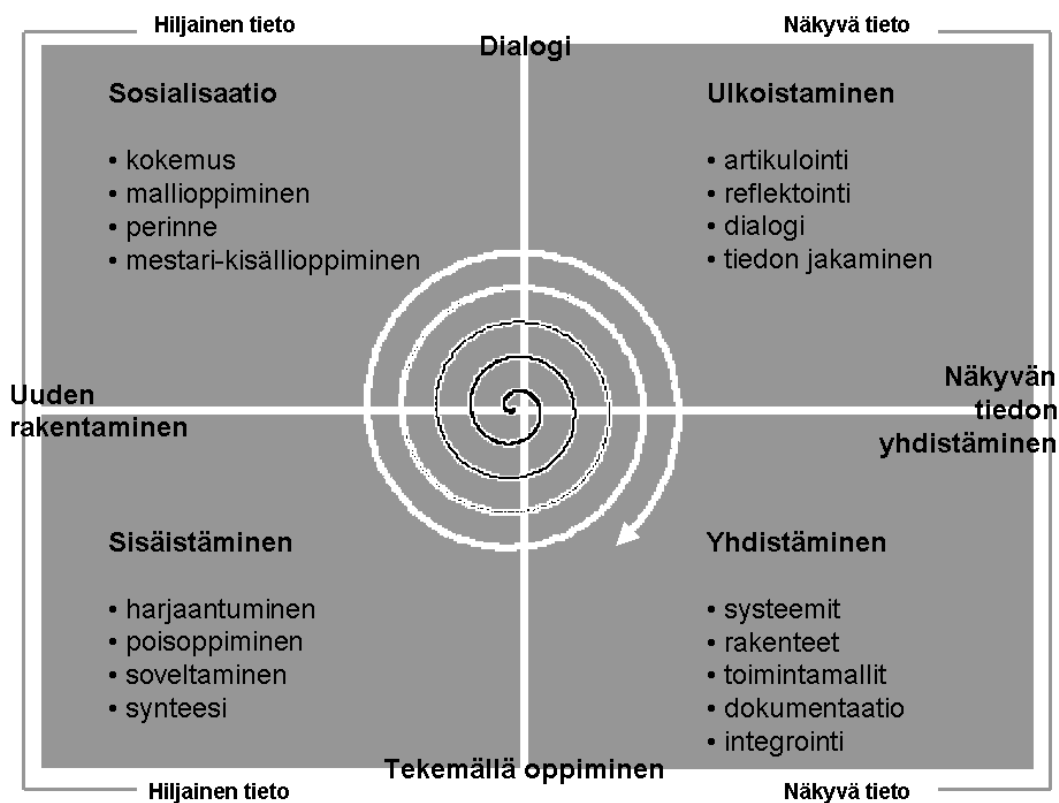 Hiljainen tieto
Näkyvä tieto
Dialogi
Sosialisaatio
• kokemus
• mallioppiminen
• perinne
• mestari-kisällioppiminen
Ulkoistaminen
• artikulointi
• reflektointi
• dialogi
• tiedon jakaminen
Uuden
rakentaminen
Näkyvän
tiedon
yhdistäminen
Sisäistäminen
• harjaantuminen
• poisoppiminen
• soveltaminen
• synteesi
Yhdistäminen
• systeemit
• rakenteet
• toimintamallit
• dokumentaatio
• integrointi
Tekemällä oppiminen
Hiljainen tieto
Näkyvä tieto